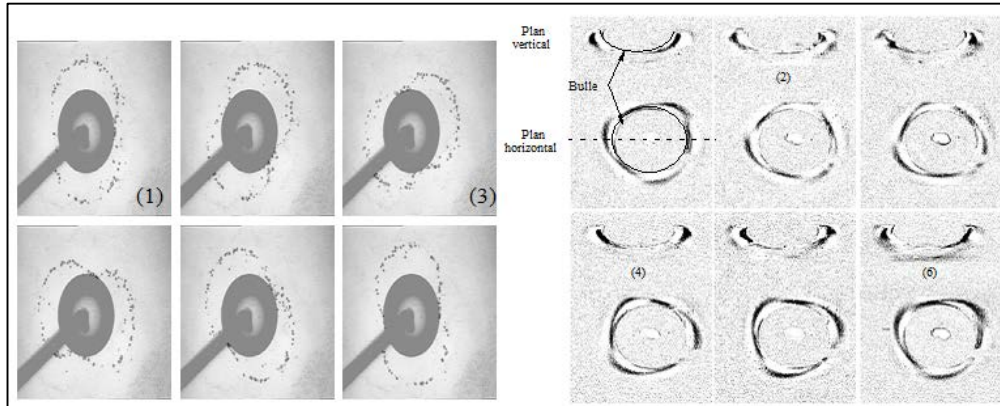 (1)
(3)
Plan
vertical
Bulle
Plan
horizontal
(2)
(4)
(6)